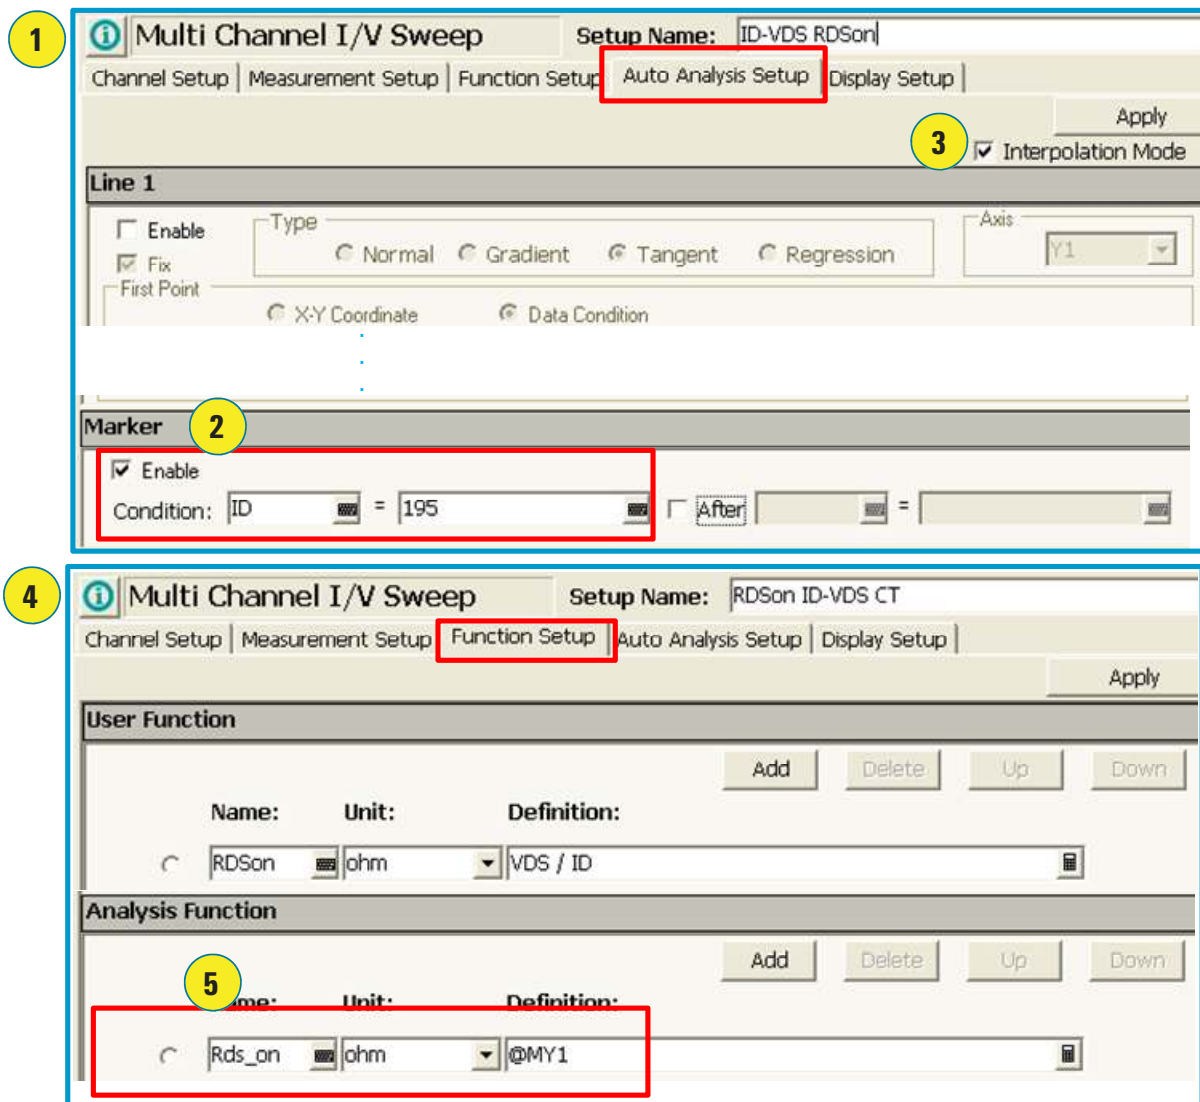 1
Multi Channel I/V Sweep Setup Name: ID-VDS RDSon
Channel Setup Measurement Setup Function Setup Auto Analysis Setup Display Setup
Apply
3 Interpolation Mode
Line 1
Enable Type Normal Gradient Tangent Regression Axis Y1
Fix
First Point
X-Y Coordinate Data Condition
Marker 2
Enable
Condition: ID = 195 After =
4
Multi Channel I/V Sweep Setup Name: RDSon ID-VDS CT
Channel Setup Measurement Setup Function Setup Auto Analysis Setup Display Setup
Apply
User Function
Add Delete Up Down
Name: Unit: Definition:
RDSon ohm VDS / ID
Analysis Function
Add Delete Up Down
5
Name: Unit: Definition:
Rds_on ohm @MY1